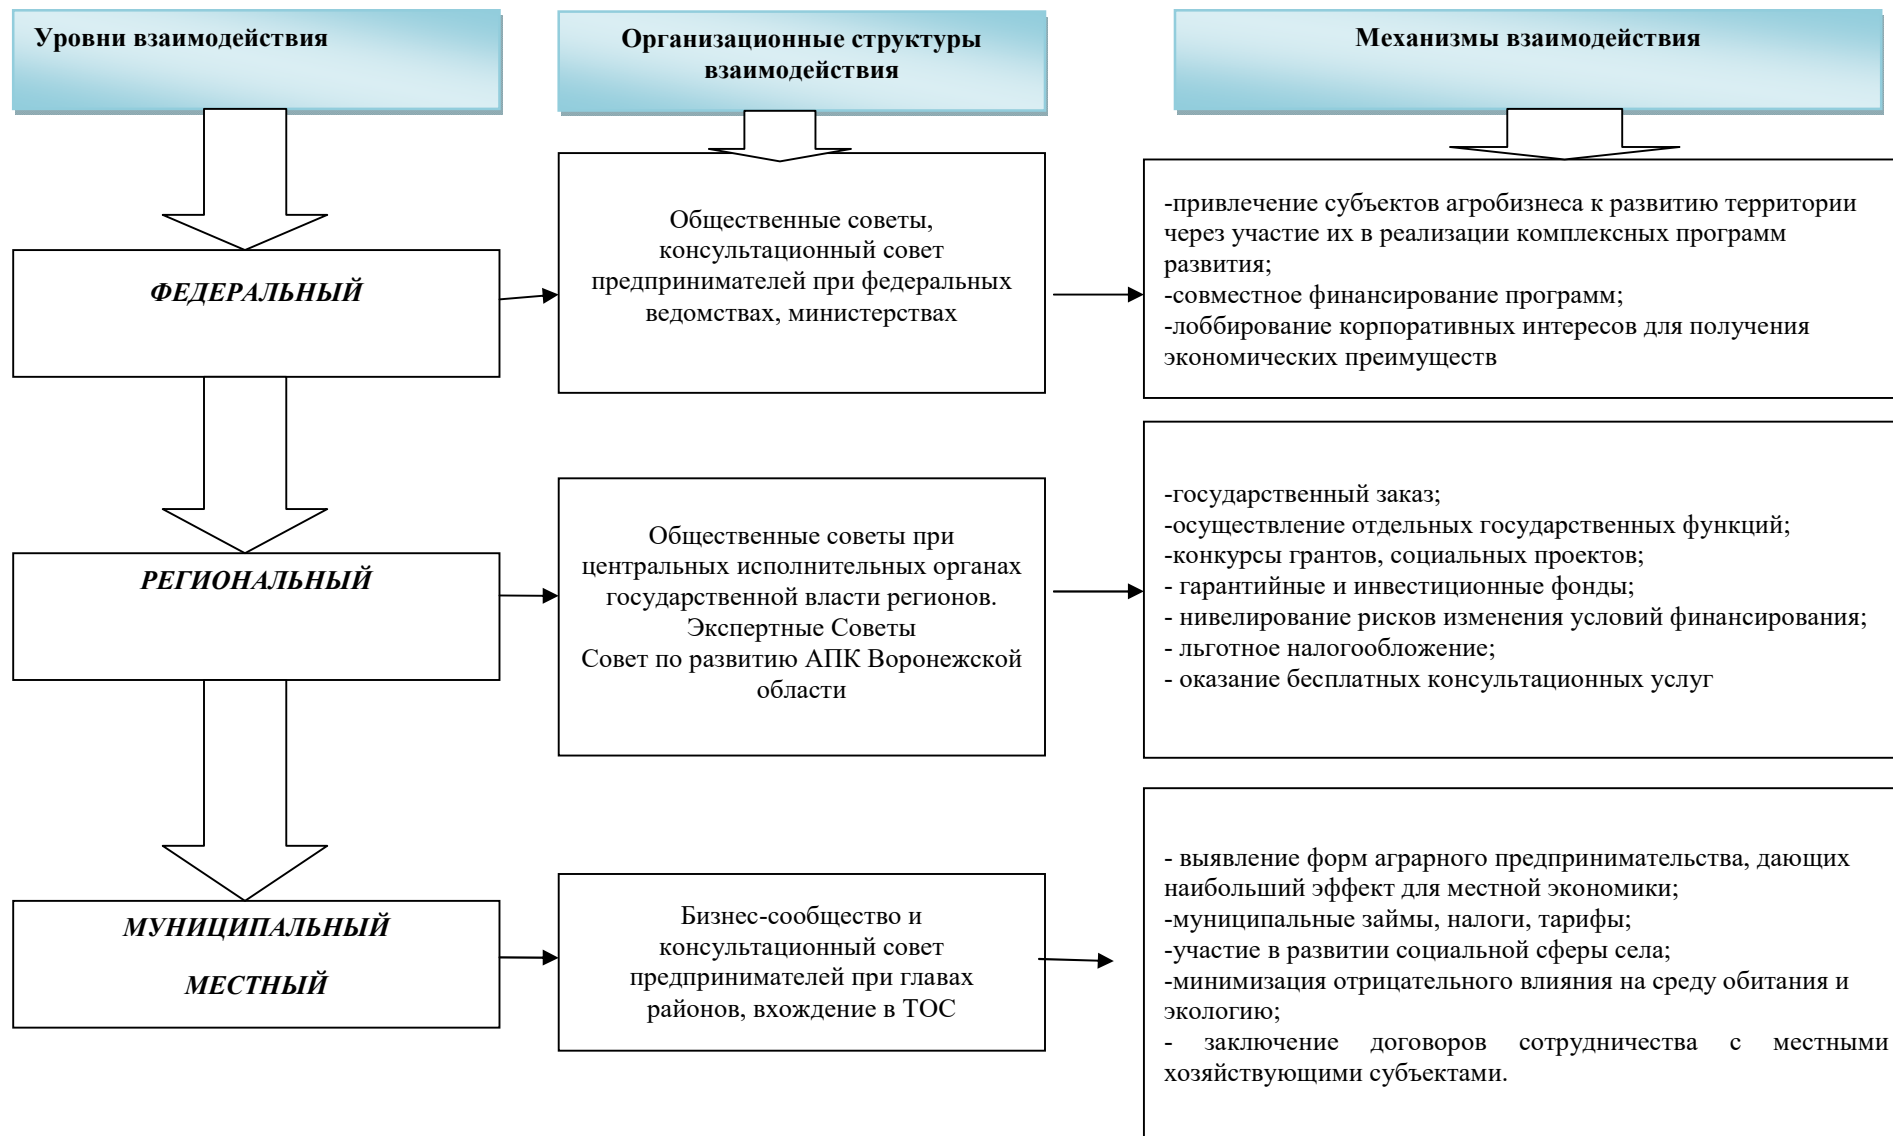 Уровни взаимодействия
Организационные структуры
взаимодействия
Механизмы взаимодействия
ФЕДЕРАЛЬНЫЙ
Общественные советы,
консультационный совет
предпринимателей при федеральных
ведомствах, министерствах
-привлечение субъектов агробизнеса к развитию территории
через участие их в реализации комплексных программ
развития;
-совместное финансирование программ;
-лоббирование корпоративных интересов для получения
экономических преимуществ
РЕГИОНАЛЬНЫЙ
Общественные советы при
центральных исполнительных органах
государственной власти регионов.
Экспертные Советы
Совет по развитию АПК Воронежской
области
-государственный заказ;
-осуществление отдельных государственных функций;
-конкурсы грантов, социальных проектов;
- гарантийные и инвестиционные фонды;
- нивелирование рисков изменения условий финансирования;
- льготное налогообложение;
- оказание бесплатных консультационных услуг
МУНИЦИПАЛЬНЫЙ
МЕСТНЫЙ
Бизнес-сообщество и
консультационный совет
предпринимателей при главах
районов, вхождение в ТОС
- выявление форм аграрного предпринимательства, дающих
наибольший эффект для местной экономики;
-муниципальные займы, налоги, тарифы;
-участие в развитии социальной сферы села;
-минимизация отрицательного влияния на среду обитания и
экологию;
- заключение договоров сотрудничества с местными
хозяйствующими субъектами.